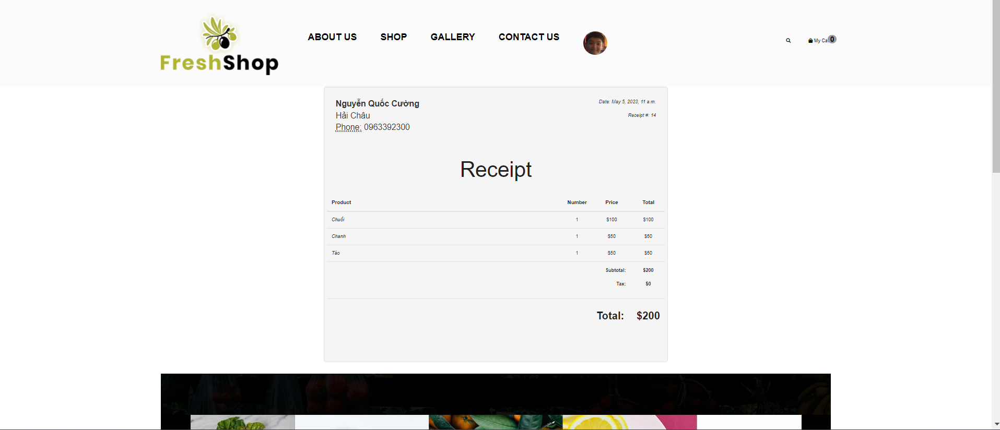 FreshShop
ABOUT US
SHOP
GALLERY
CONTACT US
My Ca
0
Nguyễn Quốc Cường
Hải Châu
Phone: 0963392300
Date: May 5, 2023, 11 a.m.
Receipt #: 14
Receipt
Product Number Price Total
Chuối 1 $100 $100
Chanh 1 $50 $50
Táo 1 $50 $50
Subtotal: $200
Tax: $0
Total: $200